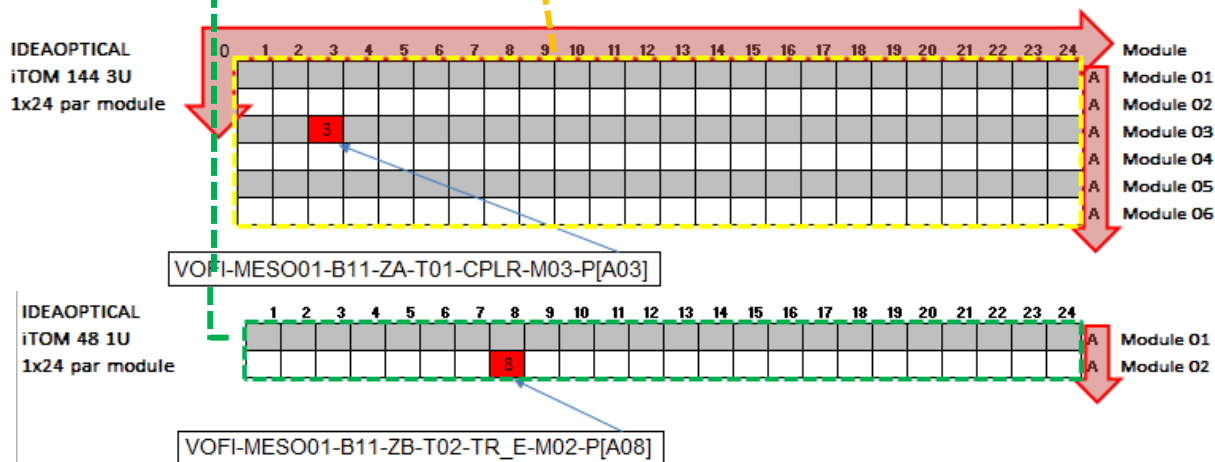 IDEAOPTICAL
iTOM 144 3U
1x24 par module
0 1 2 3 4 5 6 7 8 9 10 11 12 13 14 15 16 17 18 19 20 21 22 23 24 Module
A Module 01
A Module 02
3 A Module 03
A Module 04
A Module 05
A Module 06
VOFI-MESO01-B11-ZA-T01-CPLR-M03-P[A03]
IDEAOPTICAL
iTOM 48 1U
1x24 par module
1 2 3 4 5 6 7 8 9 10 11 12 13 14 15 16 17 18 19 20 21 22 23 24
A Module 01
8 A Module 02
VOFI-MESO01-B11-ZB-T02-TR_E-M02-P[A08]